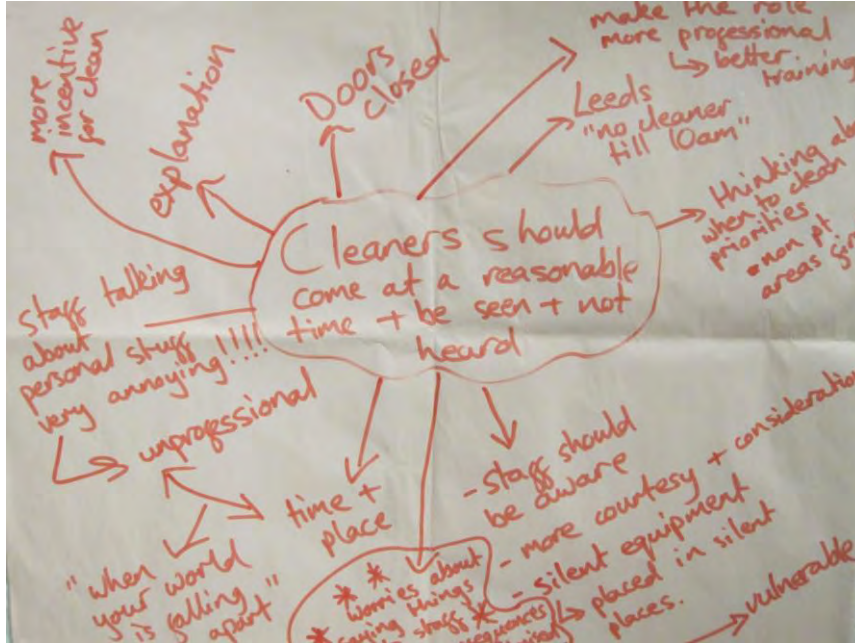 more
incentive
for clean
explanation
Doors
closed
make the role
more professional
↳ better
training
Leeds
"no cleaner
till 10am"
thinking
when to clean
priorities
- non pt
areas
Cleaners should
come at a reasonable
time + be seen + not
heard
staff talking
about
personal stuff
very annoying!!!!
unprofessional
"when
your world
is falling
apart"
time +
place
- staff should
be aware
- more courtesy + consideration
- silent equipment
↳ placed in silent
places.
* *
worries about
* saying things
staff *
vulnerable